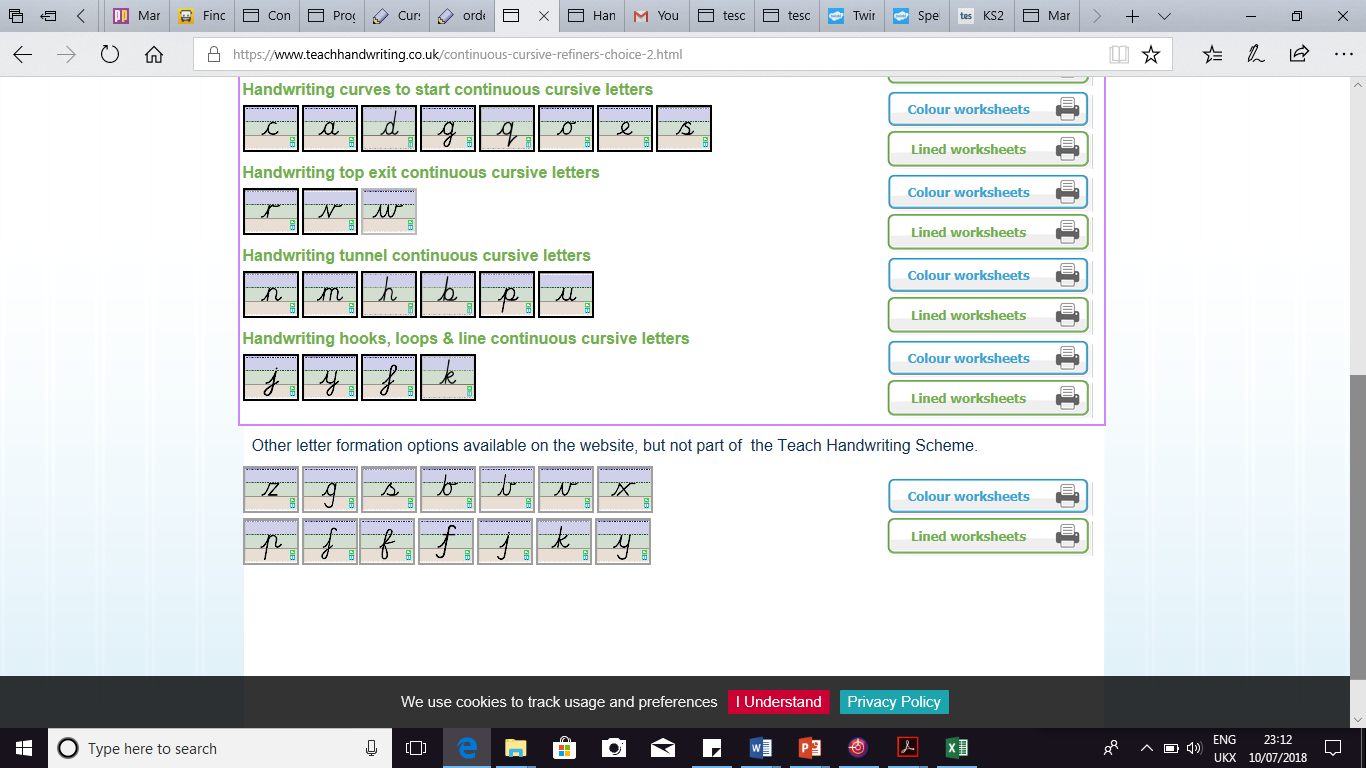 Mar Finc Con Prog Curs orde Han You tesc tesc Twir Spe tes KS2 Mar
https://www.teachhandwriting.co.uk/continuous-cursive-refiners-choice-2.html
Handwriting curves to start continuous cursive letters
Colour worksheets
c a d g q o e s
Lined worksheets
Handwriting top exit continuous cursive letters
Colour worksheets
r v w
Lined worksheets
Handwriting tunnel continuous cursive letters
Colour worksheets
n m h b p u
Lined worksheets
Handwriting hooks, loops & line continuous cursive letters
Colour worksheets
j y f k
Lined worksheets
Other letter formation options available on the website, but not part of the Teach Handwriting Scheme.
z g s b b v x
Colour worksheets
p f f f j k y
Lined worksheets
We use cookies to track usage and preferences I Understand Privacy Policy
Type here to search
ENG 23:12
UKX 10/07/2018